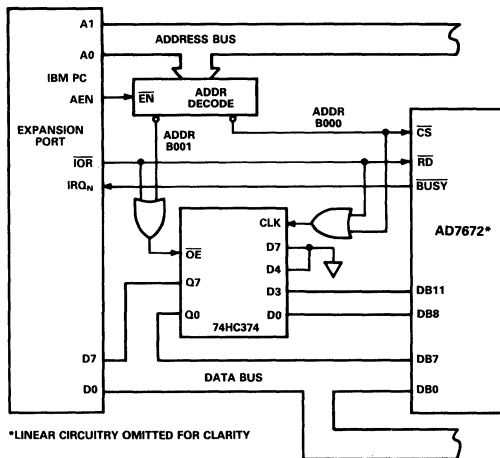 A1
ADDRESS BUS
A0
IBM PC
AEN
EN
ADDR
DECODE
ADDR
B000
ADDR
B001
EXPANSION
PORT
IOR
IRQN
CS
RD
BUSY
AD7672*
CLK
OE
D7
D4
D3
D0
Q7
Q0
74HC374
DB11
DB8
DB7
DB0
D7
D0
DATA BUS
*LINEAR CIRCUITRY OMITTED FOR CLARITY